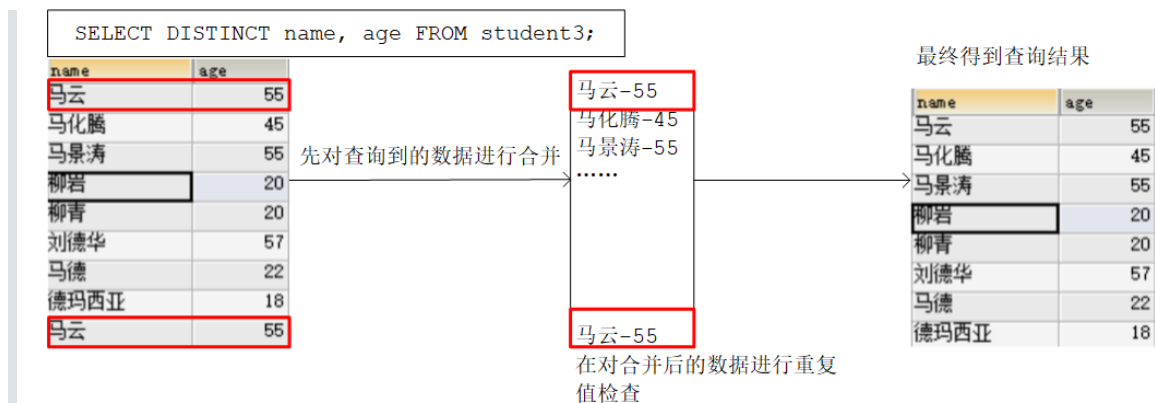 SELECT DISTINCT name, age FROM student3;
name age
马云 55
马化腾 45
马景涛 55
柳岩 20
柳青 20
刘德华 57
马德 22
德玛西亚 18
马云 55
先对查询到的数据进行合并
马云-55
马化腾-45
马景涛-55
······
马云-55
在对合并后的数据进行重复
值检查
最终得到查询结果
name age
马云 55
马化腾 45
马景涛 55
柳岩 20
柳青 20
刘德华 57
马德 22
德玛西亚 18